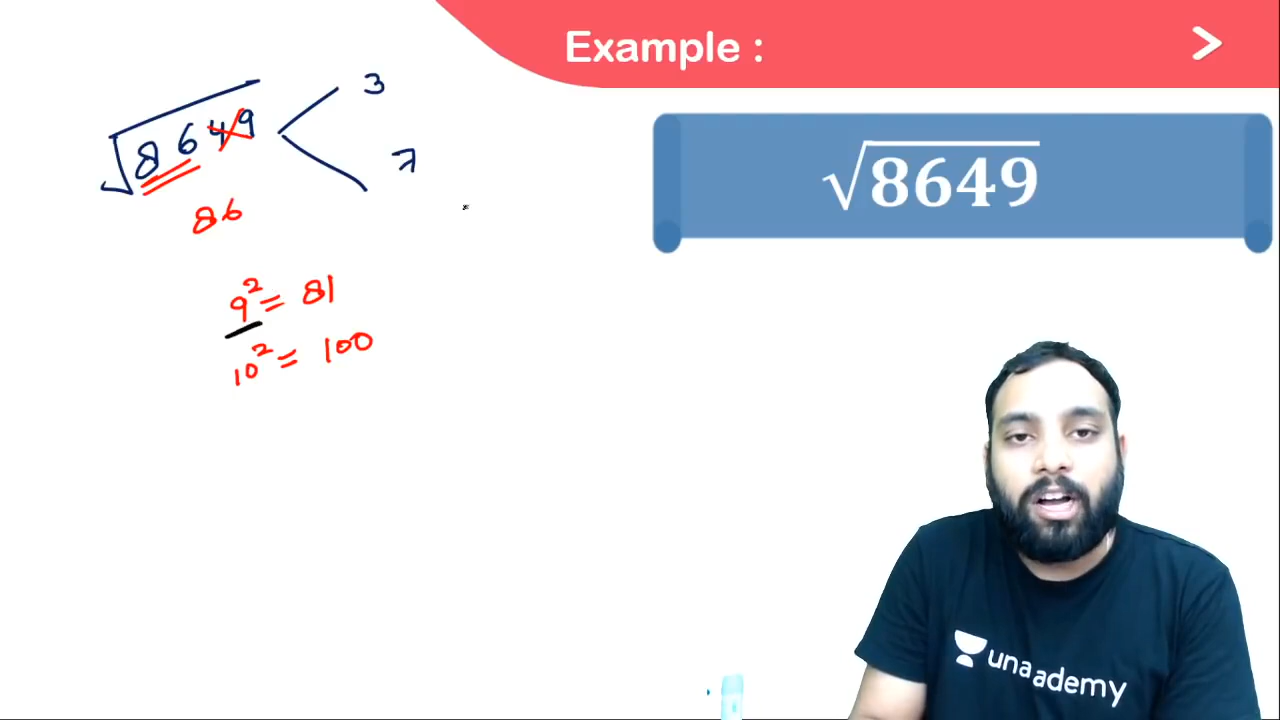 Example :
>
√8649
3
√8649
7
86
9² = 81
10² = 100
unacademy